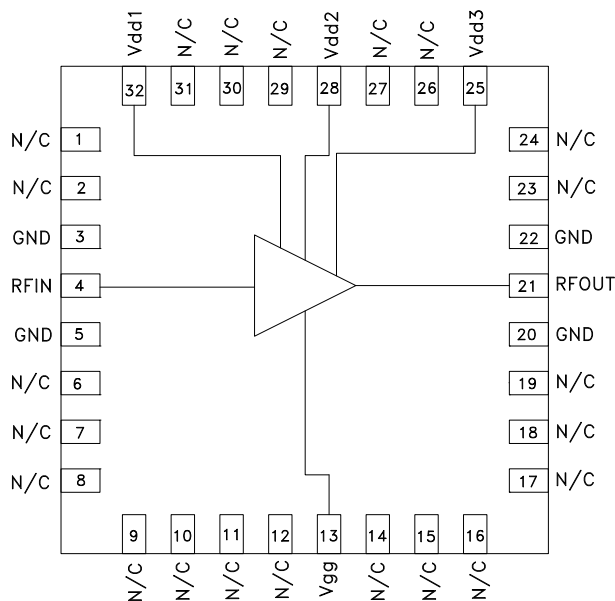 Vdd1 N/C N/C N/C Vdd2 N/C N/C Vdd3
32 31 30 29 28 27 26 25
N/C 1 24 N/C
N/C 2 23 N/C
GND 3 22 GND
RFIN 4 21 RFOUT
GND 5 20 GND
N/C 6 19 N/C
N/C 7 18 N/C
N/C 8 17 N/C
9 10 11 12 13 14 15 16
N/C N/C N/C N/C Vgg N/C N/C N/C